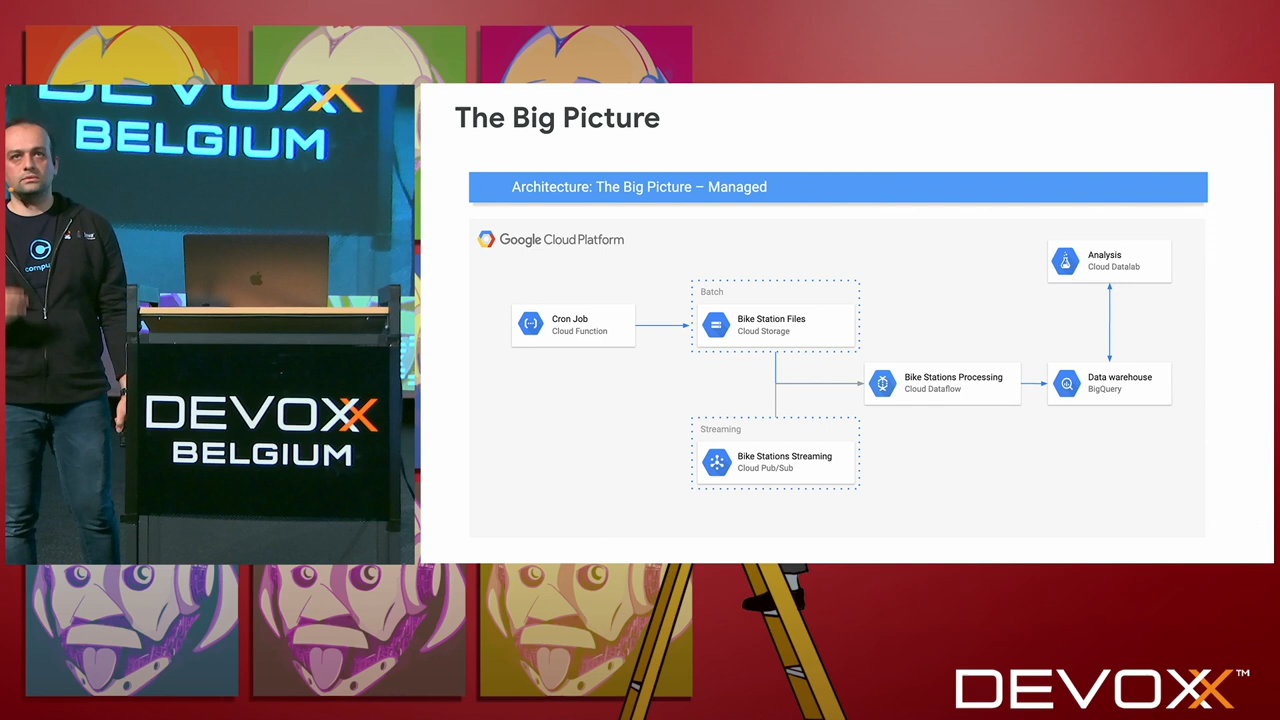 DEVOXX
BELGIUM
DEVOXX
BELGIUM
The Big Picture
Architecture: The Big Picture – Managed
Google Cloud Platform
Analysis
Cloud Datalab
Batch
Cron Job
Cloud Function
Bike Station Files
Cloud Storage
Bike Stations Processing
Cloud Dataflow
Data warehouse
BigQuery
Streaming
Bike Stations Streaming
Cloud Pub/Sub
DEVOXX™